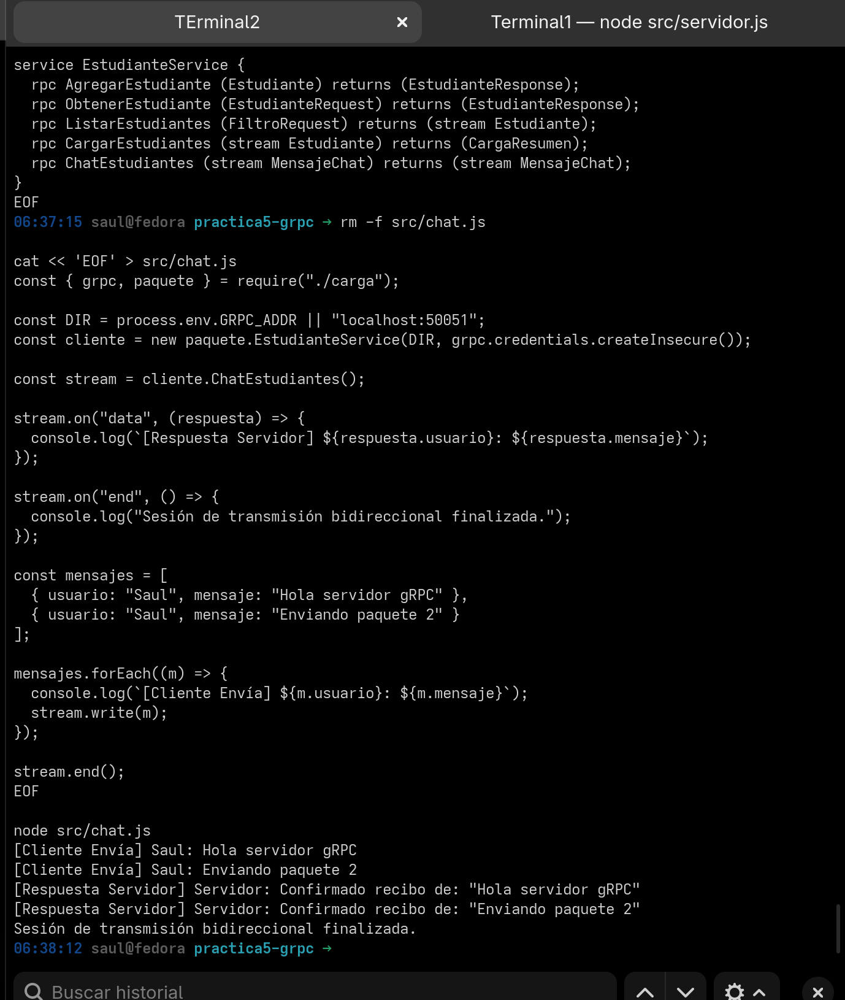 TErminal2
Terminal1 — node src/servidor.js
service EstudianteService {
  rpc AgregarEstudiante (Estudiante) returns (EstudianteResponse);
  rpc ObtenerEstudiante (EstudianteRequest) returns (EstudianteResponse);
  rpc ListarEstudiantes (FiltroRequest) returns (stream Estudiante);
  rpc CargarEstudiantes (stream Estudiante) returns (CargaResumen);
  rpc ChatEstudiantes (stream MensajeChat) returns (stream MensajeChat);
}
EOF
06:37:15 saul@fedora practica5-grpc → rm -f src/chat.js
cat << 'EOF' > src/chat.js
const { grpc, paquete } = require("./carga");
const DIR = process.env.GRPC_ADDR || "localhost:50051";
const cliente = new paquete.EstudianteService(DIR, grpc.credentials.createInsecure());
const stream = cliente.ChatEstudiantes();
stream.on("data", (respuesta) => {
  console.log(`[Respuesta Servidor] ${respuesta.usuario}: ${respuesta.mensaje}`);
});
stream.on("end", () => {
  console.log("Sesión de transmisión bidireccional finalizada.");
});
const mensajes = [
  { usuario: "Saul", mensaje: "Hola servidor gRPC" },
  { usuario: "Saul", mensaje: "Enviando paquete 2" }
];
mensajes.forEach((m) => {
  console.log(`[Cliente Envía] ${m.usuario}: ${m.mensaje}`);
  stream.write(m);
});
stream.end();
EOF
node src/chat.js
[Cliente Envía] Saul: Hola servidor gRPC
[Cliente Envía] Saul: Enviando paquete 2
[Respuesta Servidor] Servidor: Confirmado recibo de: "Hola servidor gRPC"
[Respuesta Servidor] Servidor: Confirmado recibo de: "Enviando paquete 2"
Sesión de transmisión bidireccional finalizada.
06:38:12 saul@fedora practica5-grpc →
Buscar historial